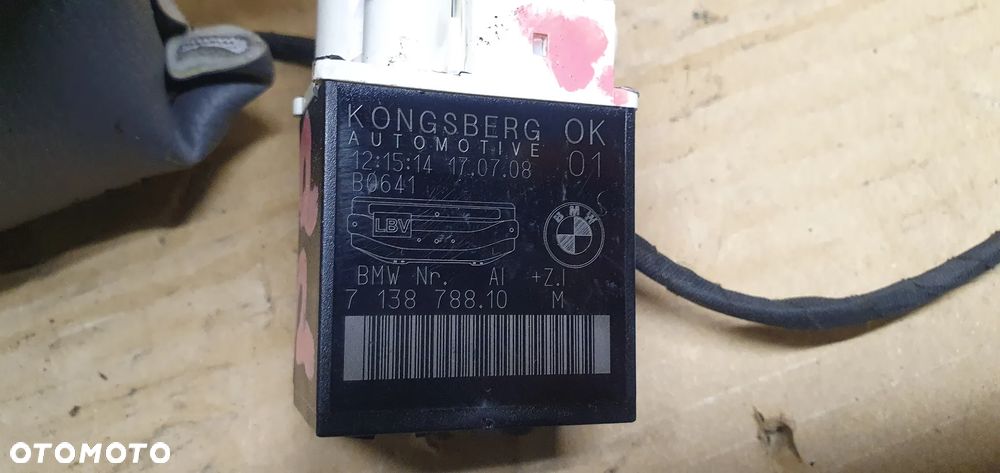 KONGSBERG OK
AUTOMOTIVE
12:15:14 17.07.08 01
B0641
LBV
BMW
BMW Nr. AI +Z.I
7 138 788.10 M
OTOMOTO